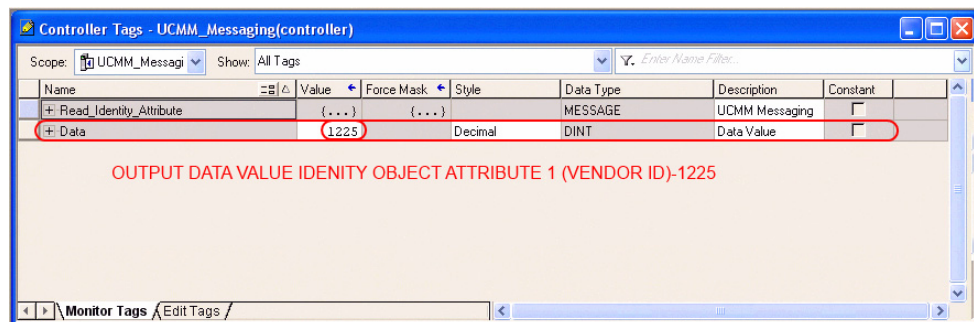 Controller Tags - UCMM_Messaging(controller)
Scope: UCMM_Messagi Show: All Tags Enter Name Filter...
Name Value Force Mask Style Data Type Description Constant
+ Read_Identity_Attribute {...} {...} MESSAGE UCMM Messaging
+ Data 1225 Decimal DINT Data Value
OUTPUT DATA VALUE IDENITY OBJECT ATTRIBUTE 1 (VENDOR ID)-1225
Monitor Tags Edit Tags